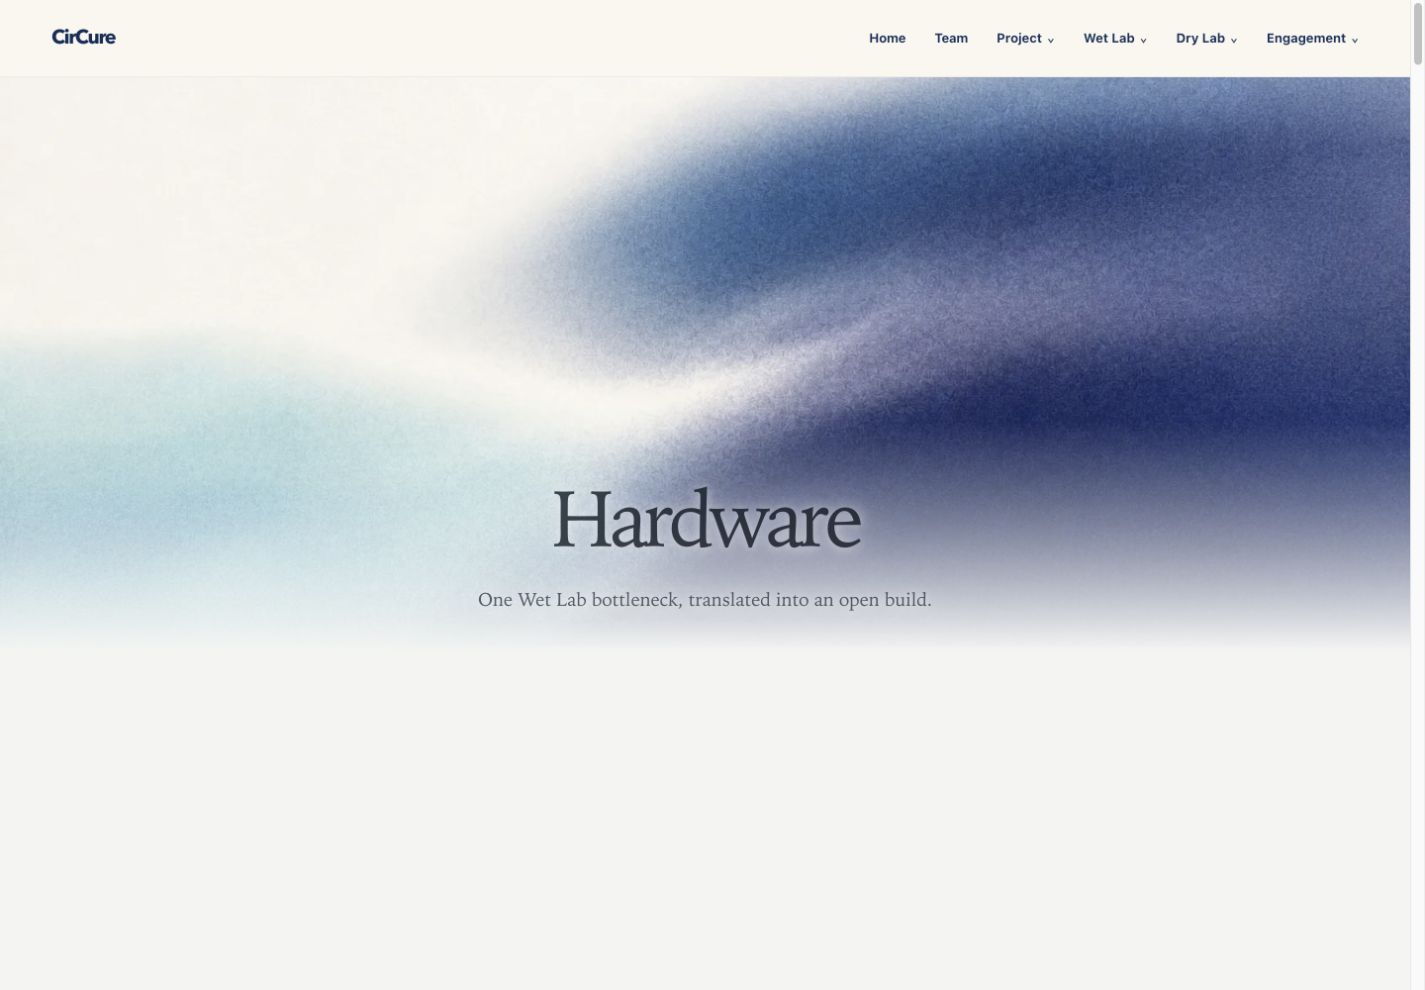 CirCure
Home Team Project Wet Lab Dry Lab Engagement
Hardware
One Wet Lab bottleneck, translated into an open build.